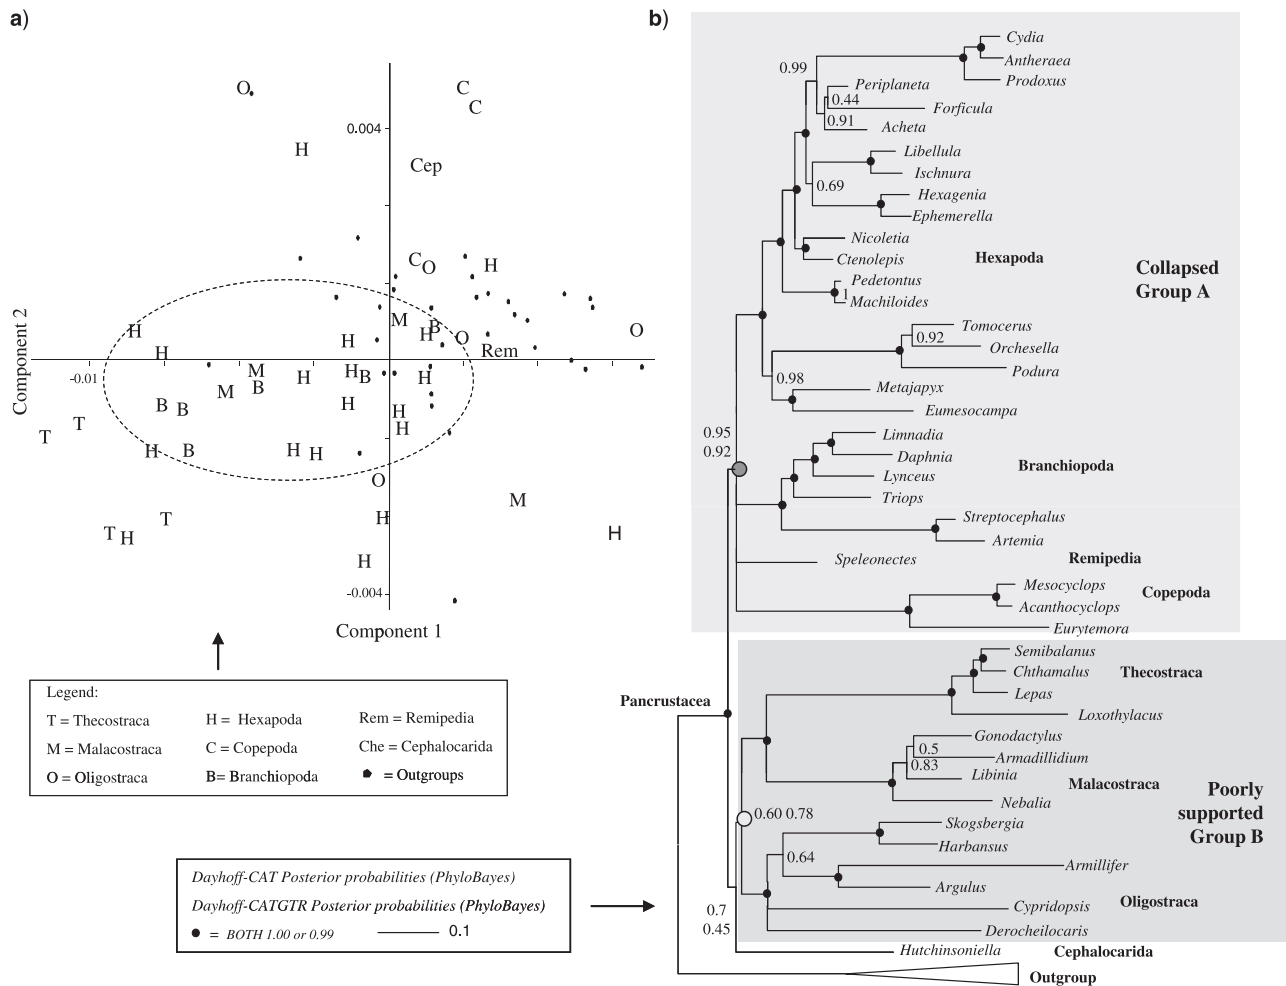 a)
O
C
C
0.004
H
Cep
C
O
H
H
M
B
H
O
O
H
H
Rem
Component 2
-0.01
M
H
H
B
H
M
B
B
B
H
H
T
T
H
H
B
H
H
O
M
T
H
T
H
H
H
-0.004
Component 1
Legend:
T = Thecostraca
H = Hexapoda
Rem = Remipedia
M = Malacostraca
C = Copepoda
Che = Cephalocarida
O = Oligostraca
B= Branchiopoda
= Outgroups
Dayhoff-CAT Posterior probabilities (PhyloBayes)
Dayhoff-CATGTR Posterior probabilities (PhyloBayes)
= BOTH 1.00 or 0.99
0.1
b)
Cydia
Antheraea
Prodoxus
0.99
Periplaneta
0.44
Forficula
0.91
Acheta
Libellula
Ischnura
0.69
Hexagenia
Ephemerella
Nicoletia
Ctenolepis
Hexapoda
Collapsed
Group A
Pedetontus
1
Machiloides
Tomocerus
0.92
Orchesella
Podura
0.98
Metajapyx
Eumesocampa
0.95
0.92
Limnadia
Daphnia
Lynceus
Branchiopoda
Triops
Streptocephalus
Artemia
Speleonectes
Remipedia
Mesocyclops
Copepoda
Acanthocyclops
Eurytemora
Semibalanus
Chthamalus
Thecostraca
Lepas
Loxothylacus
Pancrustacea
Gonodactylus
0.5
Armadillidium
0.83
Libinia
Malacostraca
Nebalia
Poorly
supported
Group B
0.60 0.78
Skogsbergia
Harbansus
0.64
Armillifer
Argulus
Oligostraca
Cypridopsis
0.7
0.45
Derocheilocaris
Hutchinsoniella
Cephalocarida
Outgroup